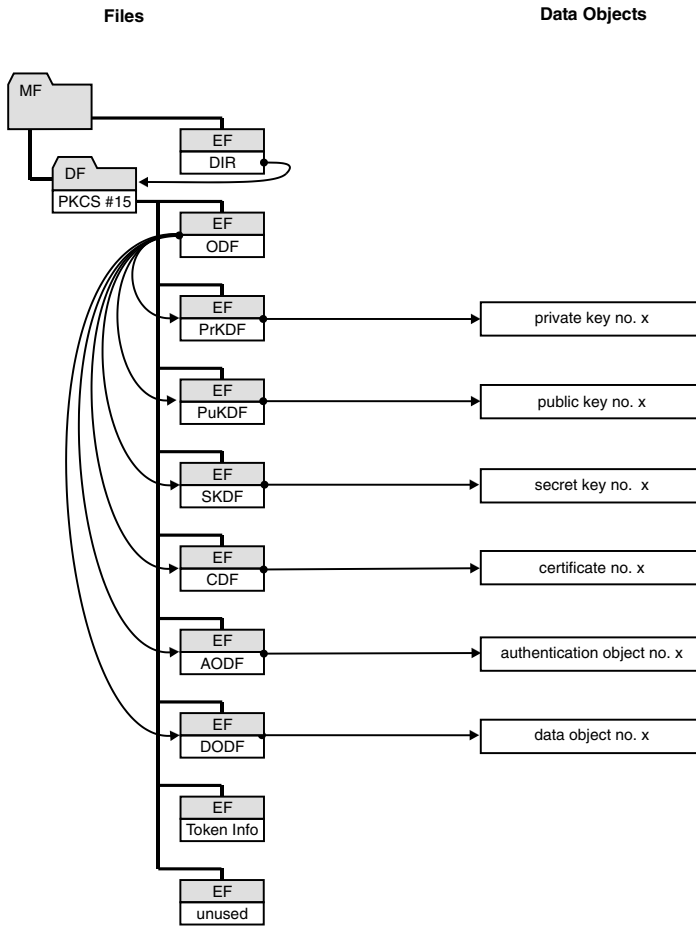 Files
Data Objects
MF
EF
DIR
DF
PKCS #15
EF
ODF
EF
PrKDF
private key no. x
EF
PuKDF
public key no. x
EF
SKDF
secret key no. x
EF
CDF
certificate no. x
EF
AODF
authentication object no. x
EF
DODF
data object no. x
EF
Token Info
EF
unused